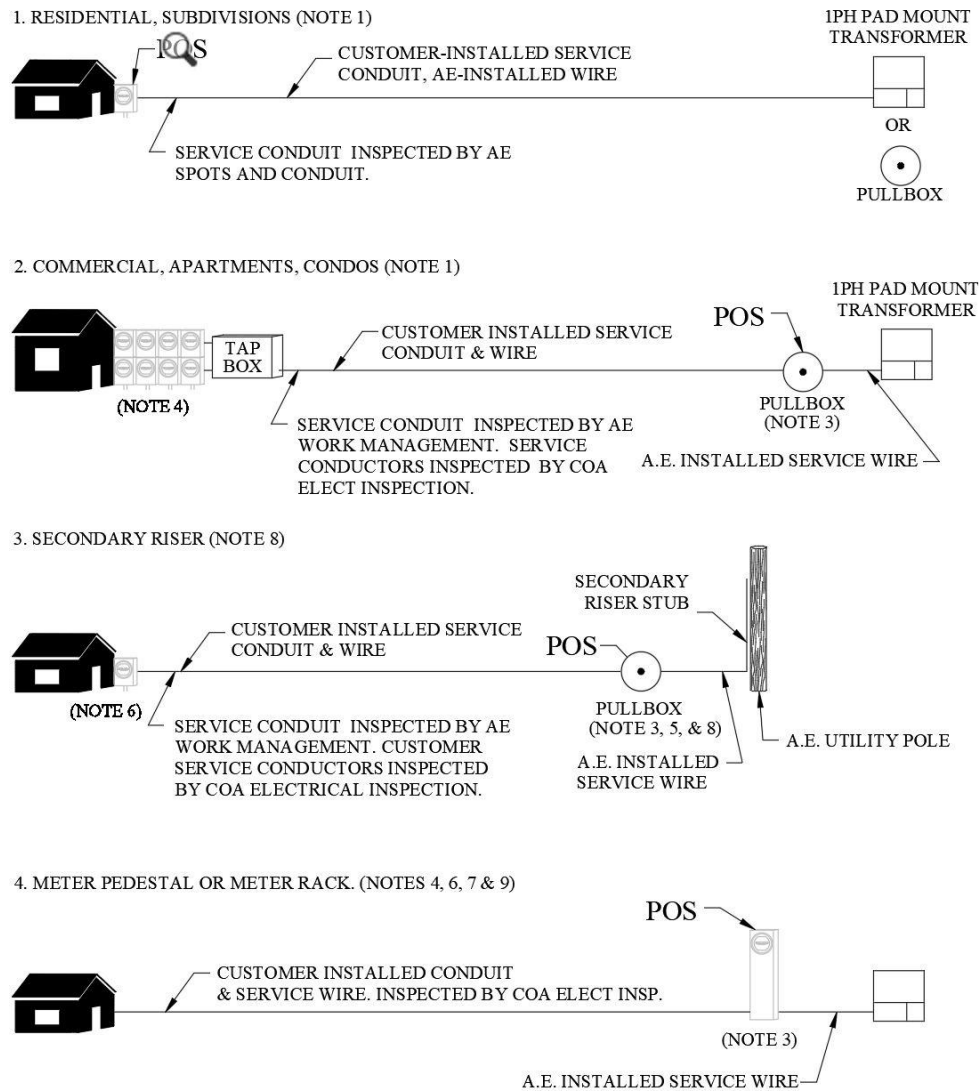 1. RESIDENTIAL, SUBDIVISIONS (NOTE 1)
1PH PAD MOUNT
TRANSFORMER
POS
CUSTOMER-INSTALLED SERVICE
CONDUIT, AE-INSTALLED WIRE
OR
SERVICE CONDUIT INSPECTED BY AE
SPOTS AND CONDUIT.
PULLBOX
2. COMMERCIAL, APARTMENTS, CONDOS (NOTE 1)
1PH PAD MOUNT
TRANSFORMER
POS
CUSTOMER INSTALLED SERVICE
CONDUIT & WIRE
TAP
BOX
(NOTE 4)
PULLBOX
(NOTE 3)
SERVICE CONDUIT INSPECTED BY AE
WORK MANAGEMENT. SERVICE
CONDUCTORS INSPECTED BY COA
ELECT INSPECTION.
A.E. INSTALLED SERVICE WIRE
3. SECONDARY RISER (NOTE 8)
SECONDARY
RISER STUB
CUSTOMER INSTALLED SERVICE
CONDUIT & WIRE
POS
(NOTE 6)
PULLBOX
(NOTE 3, 5, & 8)
SERVICE CONDUIT INSPECTED BY AE
WORK MANAGEMENT. CUSTOMER
SERVICE CONDUCTORS INSPECTED
BY COA ELECTRICAL INSPECTION.
A.E. UTILITY POLE
A.E. INSTALLED
SERVICE WIRE
4. METER PEDESTAL OR METER RACK. (NOTES 4, 6, 7 & 9)
POS
CUSTOMER INSTALLED CONDUIT
& SERVICE WIRE. INSPECTED BY COA ELECT INSP.
(NOTE 3)
A.E. INSTALLED SERVICE WIRE